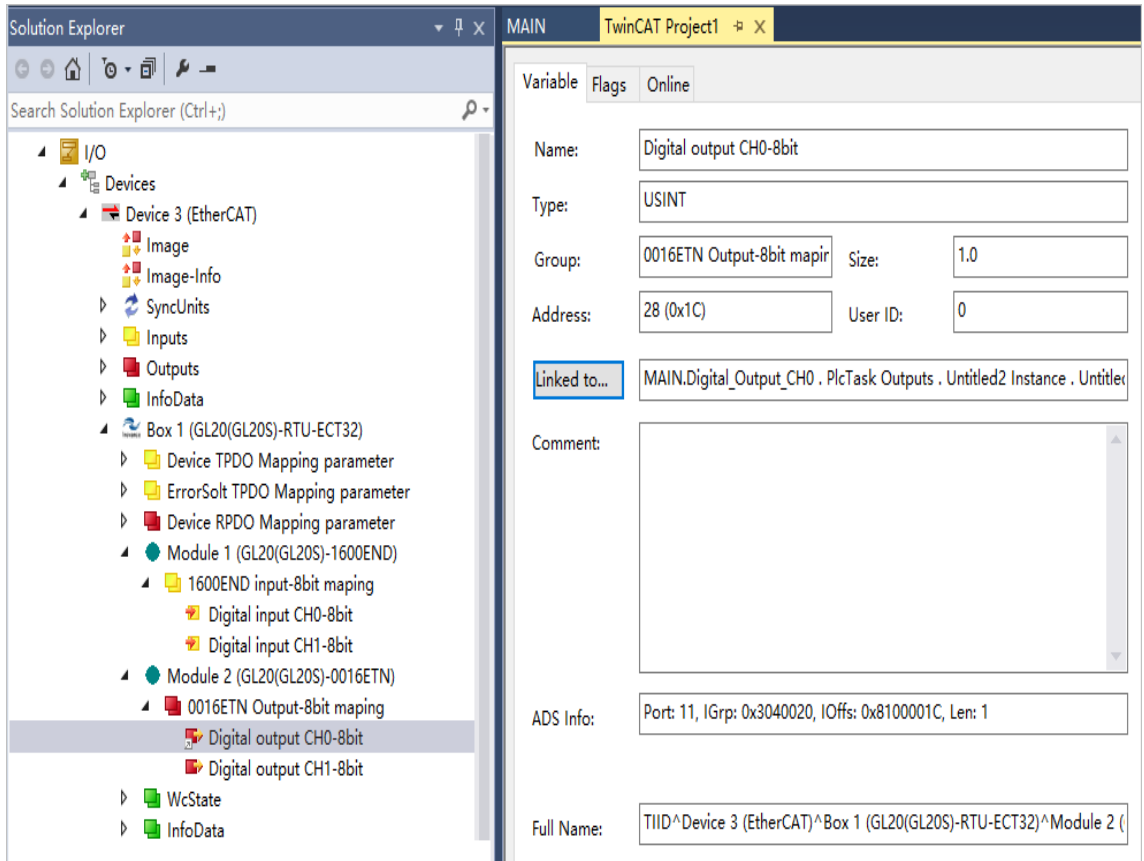 Solution Explorer
Search Solution Explorer (Ctrl+;)
I/O
Devices
Device 3 (EtherCAT)
Image
Image-Info
SyncUnits
Inputs
Outputs
InfoData
Box 1 (GL20(GL20S)-RTU-ECT32)
Device TPDO Mapping parameter
ErrorSolt TPDO Mapping parameter
Device RPDO Mapping parameter
Module 1 (GL20(GL20S)-1600END)
1600END input-8bit maping
Digital input CH0-8bit
Digital input CH1-8bit
Module 2 (GL20(GL20S)-0016ETN)
0016ETN Output-8bit maping
Digital output CH0-8bit
Digital output CH1-8bit
WcState
InfoData
MAIN TwinCAT Project1
Variable Flags Online
Name: Digital output CH0-8bit
Type: USINT
Group: 0016ETN Output-8bit mapin Size: 1.0
Address: 28 (0x1C) User ID: 0
Linked to... MAIN.Digital_Output_CH0 . PlcTask Outputs . Untitled2 Instance . Untitled
Comment:
ADS Info: Port: 11, IGrp: 0x3040020, IOffs: 0x8100001C, Len: 1
Full Name: TIID^Device 3 (EtherCAT)^Box 1 (GL20(GL20S)-RTU-ECT32)^Module 2 (